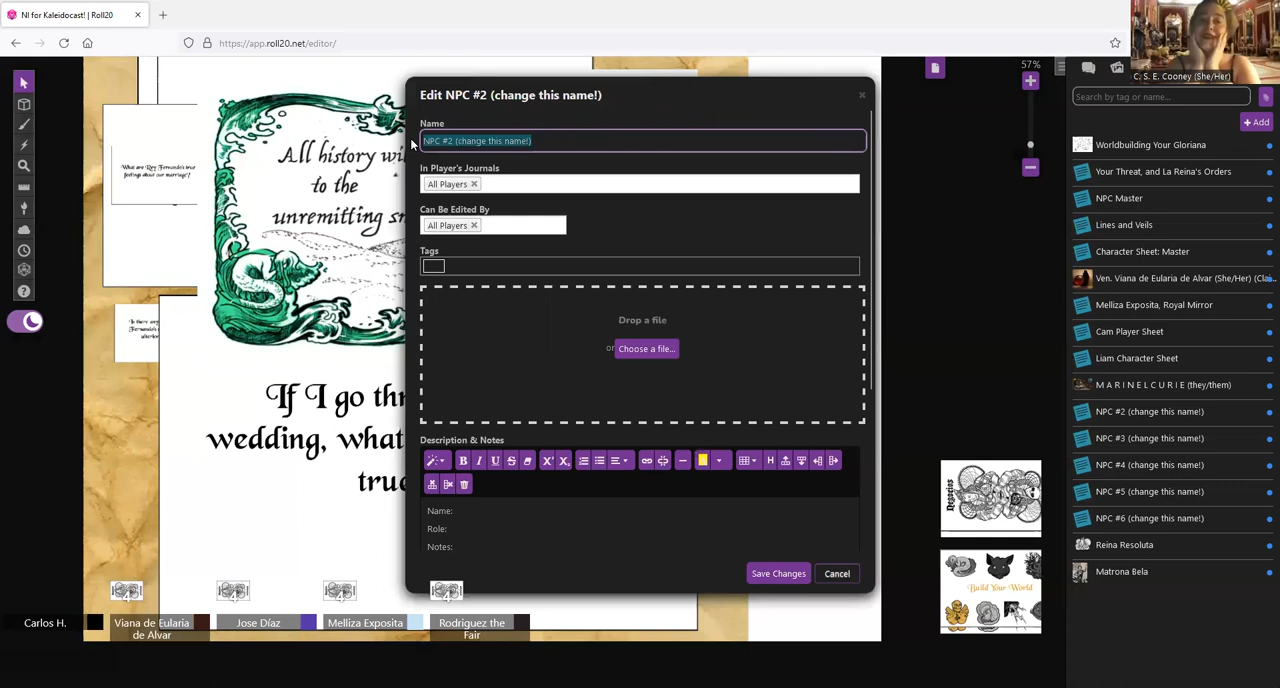 NI for Kaleidocast! | Roll20
https://app.roll20.net/editor/
C. S. E. Cooney (She/Her)
57%
Search by tag or name...
+ Add
Worldbuilding Your Gloriana
Your Threat, and La Reina's Orders
NPC Master
Lines and Veils
Character Sheet: Master
Ven. Viana de Eularia de Alvar (She/Her) (Cla...
Melliza Exposita, Royal Mirror
Cam Player Sheet
Liam Character Sheet
M A R I N E L C U R I E (they/them)
NPC #2 (change this name!)
NPC #3 (change this name!)
NPC #4 (change this name!)
NPC #5 (change this name!)
NPC #6 (change this name!)
Reina Resoluta
Matrona Bela
Edit NPC #2 (change this name!)
Name
NPC #2 (change this name!)
In Player's Journals
All Players
Can Be Edited By
All Players
Tags
Drop a file
or Choose a file...
Description & Notes
Name:
Role:
Notes:
Save Changes
Cancel
What are Rey Fernando's true
feelings about our marriage?
All history wi
to the
unremitting s
Is there any
If I go thr
wedding, what
true
Negocios
Build Your World
Carlos H.
Viana de Eularía
de Alvar
Jose Díaz
Melliza Exposita
Rodriguez the
Fair